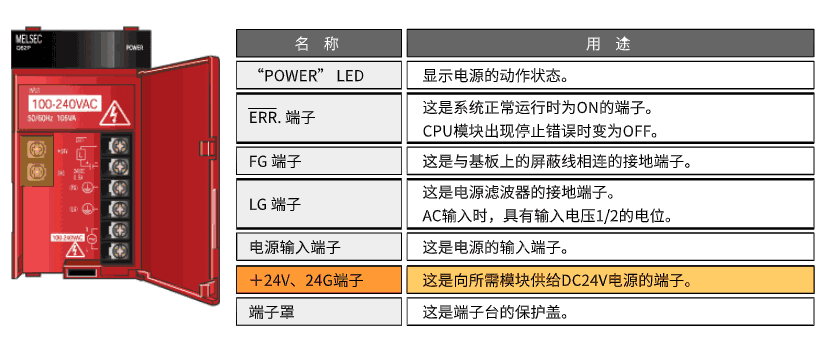 MELSEC
Q62P
POWER
INPUT
100-240VAC
50/60Hz 105VA
+24V
24G
(FG)
(LG)
100-240VAC
名 称
用 途
“POWER” LED
显示电源的动作状态。
ERR. 端子
这是系统正常运行时为ON的端子。
CPU模块出现停止错误时变为OFF。
FG 端子
这是与基板上的屏蔽线相连的接地端子。
LG 端子
这是电源滤波器的接地端子。
AC输入时，具有输入电压1/2的电位。
电源输入端子
这是电源的输入端子。
＋24V、24G端子
这是向所需模块供给DC24V电源的端子。
端子罩
这是端子台的保护盖。